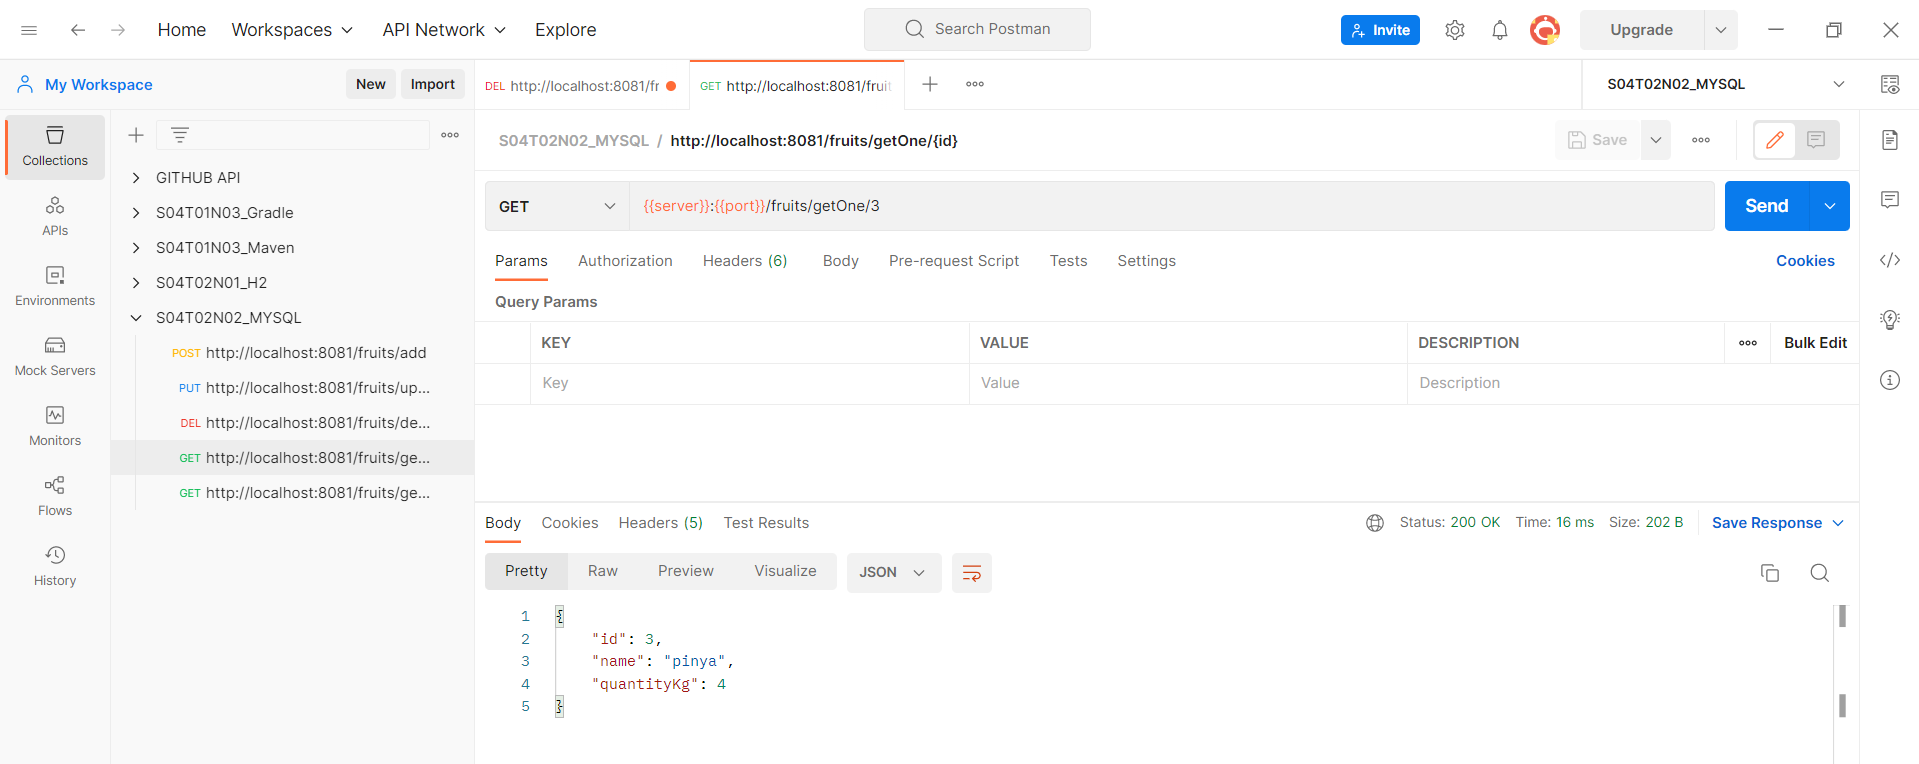 Home Workspaces API Network Explore Search Postman Invite Upgrade
My Workspace New Import DEL http://localhost:8081/fr GET http://localhost:8081/frui S04T02N02_MYSQL
Collections
APIs
Environments
Mock Servers
Monitors
Flows
History
GITHUB API
S04T01N03_Gradle
S04T01N03_Maven
S04T02N01_H2
S04T02N02_MYSQL
POST http://localhost:8081/fruits/add
PUT http://localhost:8081/fruits/up...
DEL http://localhost:8081/fruits/de...
GET http://localhost:8081/fruits/ge...
GET http://localhost:8081/fruits/ge...
S04T02N02_MYSQL / http://localhost:8081/fruits/getOne/{id} Save
GET {{server}}:{{port}}/fruits/getOne/3 Send
Params Authorization Headers (6) Body Pre-request Script Tests Settings Cookies
Query Params
KEY VALUE DESCRIPTION Bulk Edit
Key Value Description
Body Cookies Headers (5) Test Results Status: 200 OK Time: 16 ms Size: 202 B Save Response
Pretty Raw Preview Visualize JSON
1 {
2 "id": 3,
3 "name": "pinya",
4 "quantityKg": 4
5 }